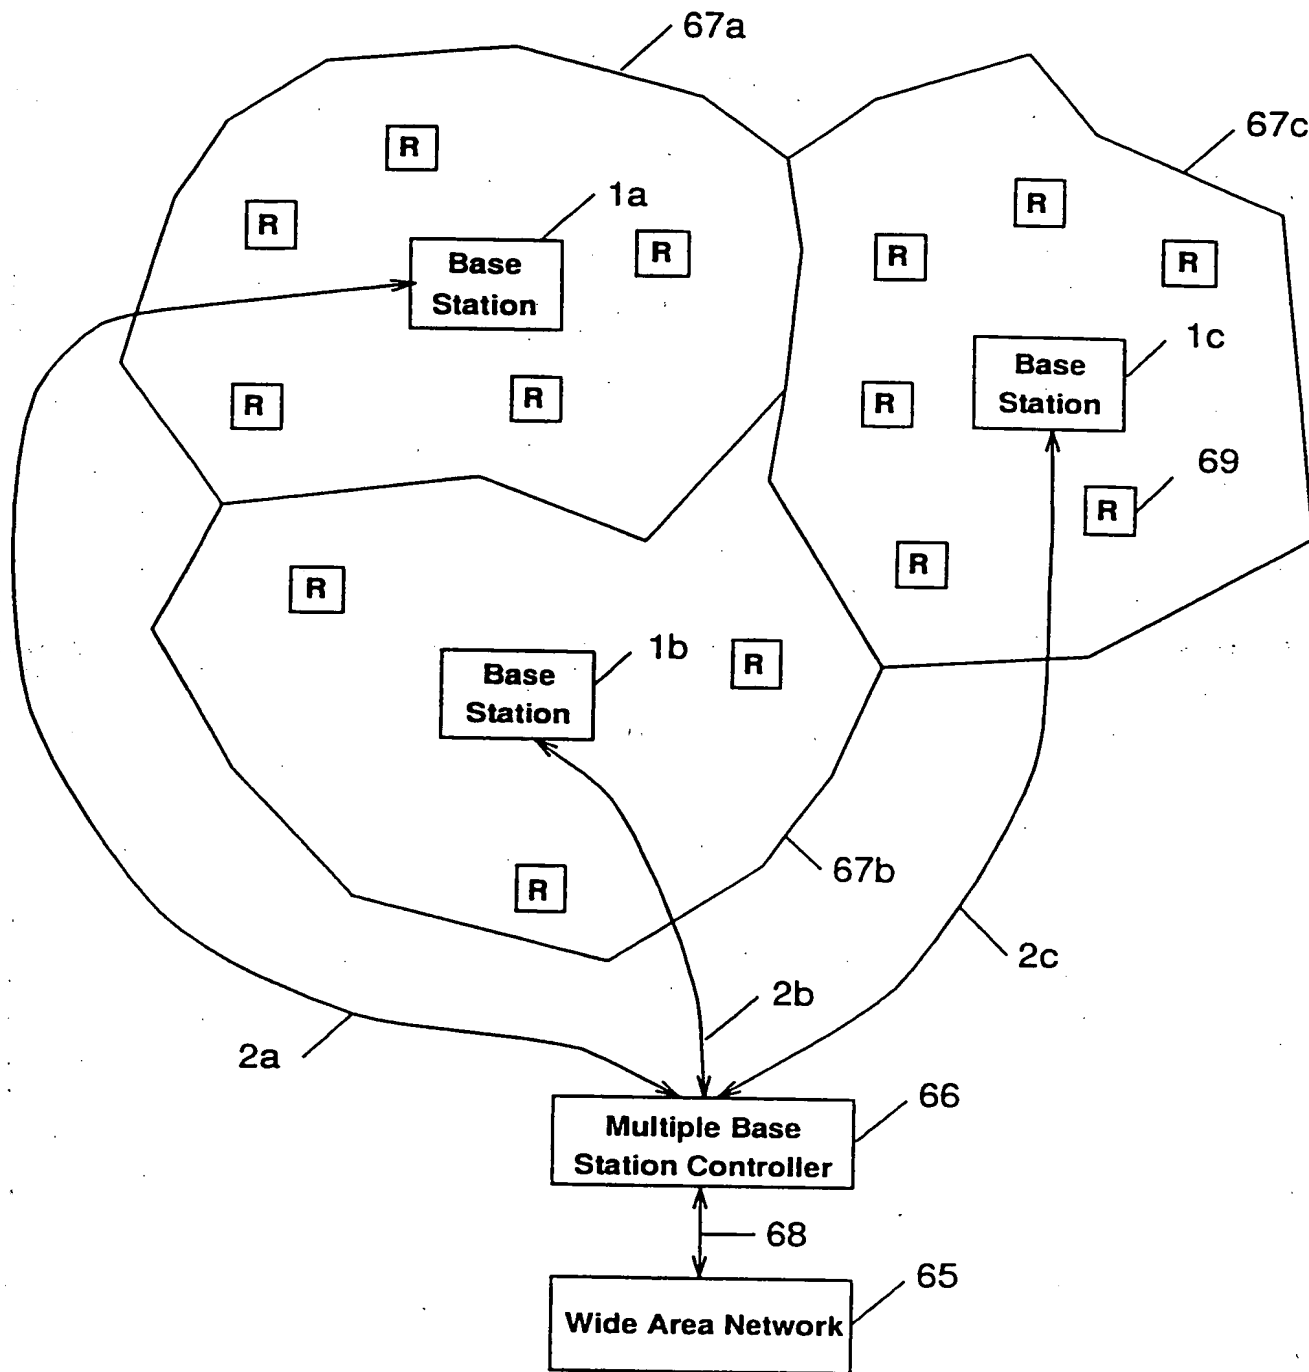 67a
67c
R
1a
R
R
R
R
Base
Station
R
R
1c
Base
Station
R
R
R
69
R
R
R
1b
Base
Station
R
R
67b
2c
2b
2a
66
Multiple Base
Station Controller
68
65
Wide Area Network